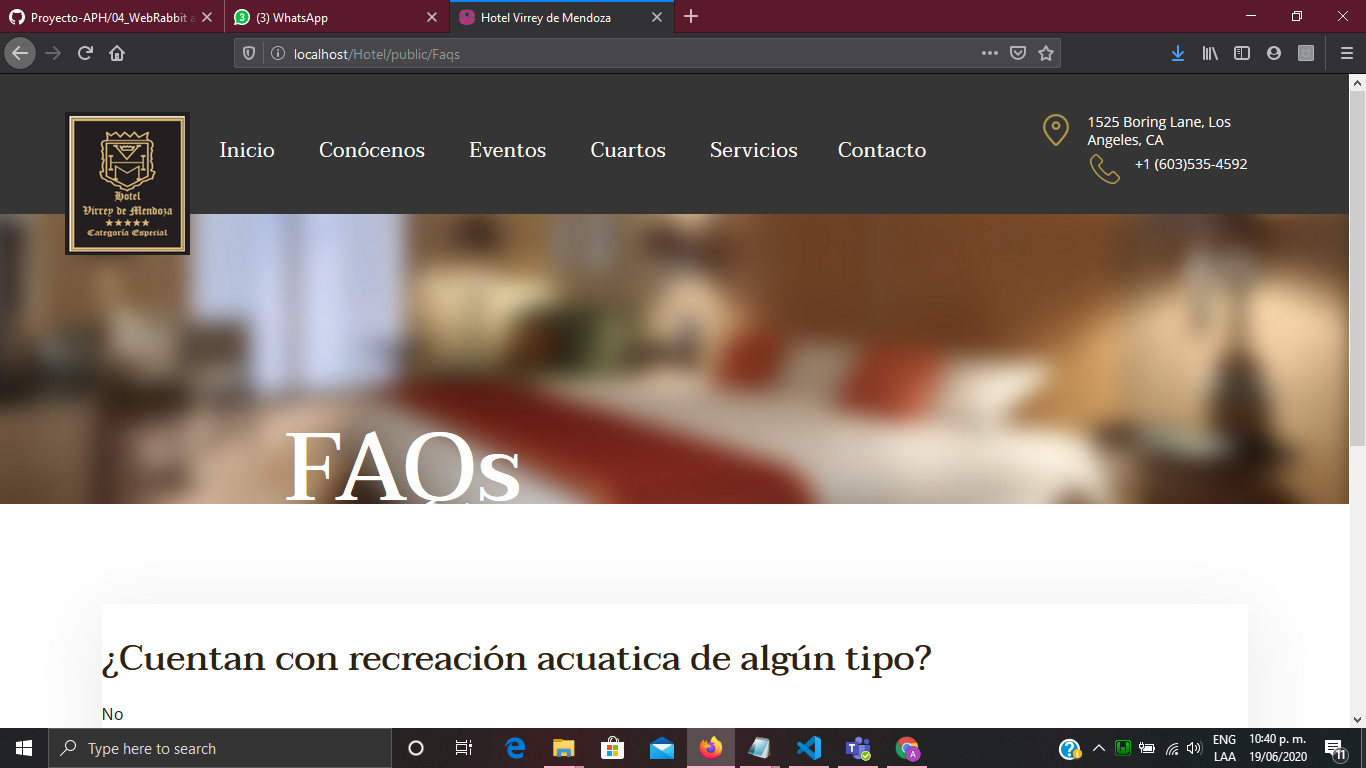 Proyecto-APH/04_WebRabbit a
3
(3) WhatsApp
Hotel Virrey de Mendoza
localhost/Hotel/public/Faqs
Hotel
Virrey de Mendoza
★★★★★
Categoría Especial
Inicio
Conócenos
Eventos
Cuartos
Servicios
Contacto
1525 Boring Lane, Los
Angeles, CA
+1 (603)535-4592
FAQs
¿Cuentan con recreación acuatica de algún tipo?
No
Type here to search
A
ENG
LAA
10:40 p. m.
19/06/2020
11